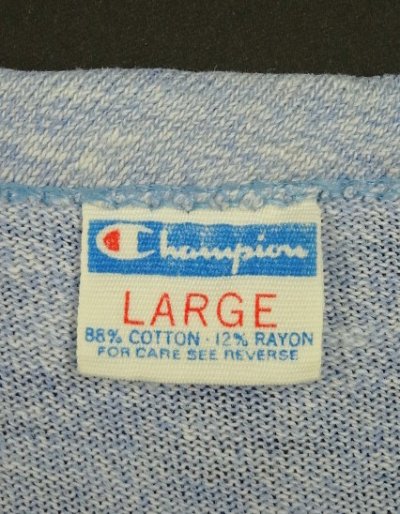 Champion
LARGE
88% COTTON · 12% RAYON
FOR CARE SEE REVERSE